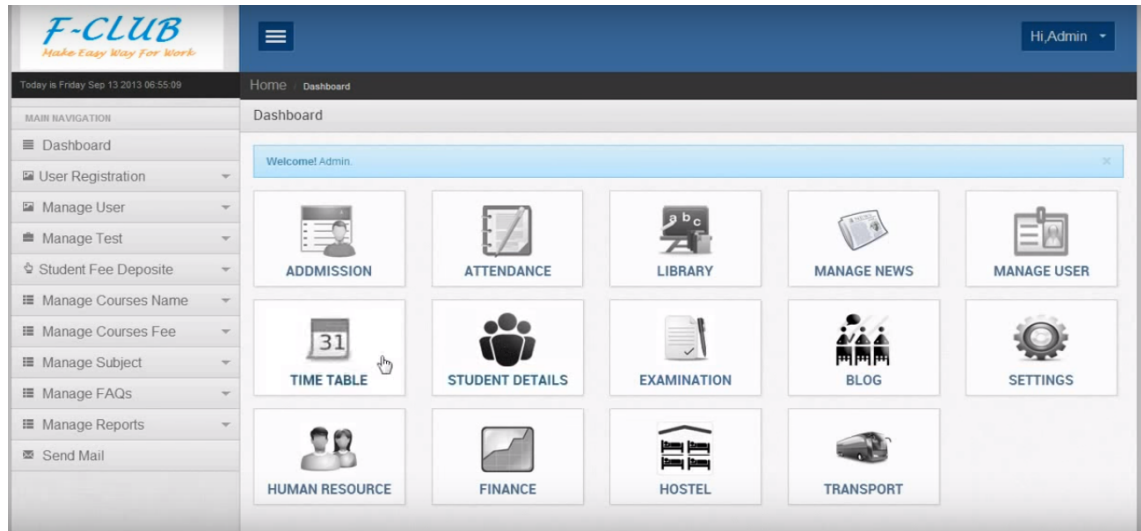 F-CLUB
Make Easy Way For Work
Hi,Admin
Today is Friday Sep 13 2013 06:55:09
Home
Dashboard
MAIN NAVIGATION
Dashboard
User Registration
Manage User
Manage Test
Student Fee Deposite
Manage Courses Name
Manage Courses Fee
Manage Subject
Manage FAQs
Manage Reports
Send Mail
Dashboard
Welcome! Admin.
abc
ADDMISSION
ATTENDANCE
LIBRARY
MANAGE NEWS
MANAGE USER
31
TIME TABLE
STUDENT DETAILS
EXAMINATION
BLOG
SETTINGS
HUMAN RESOURCE
FINANCE
HOSTEL
TRANSPORT